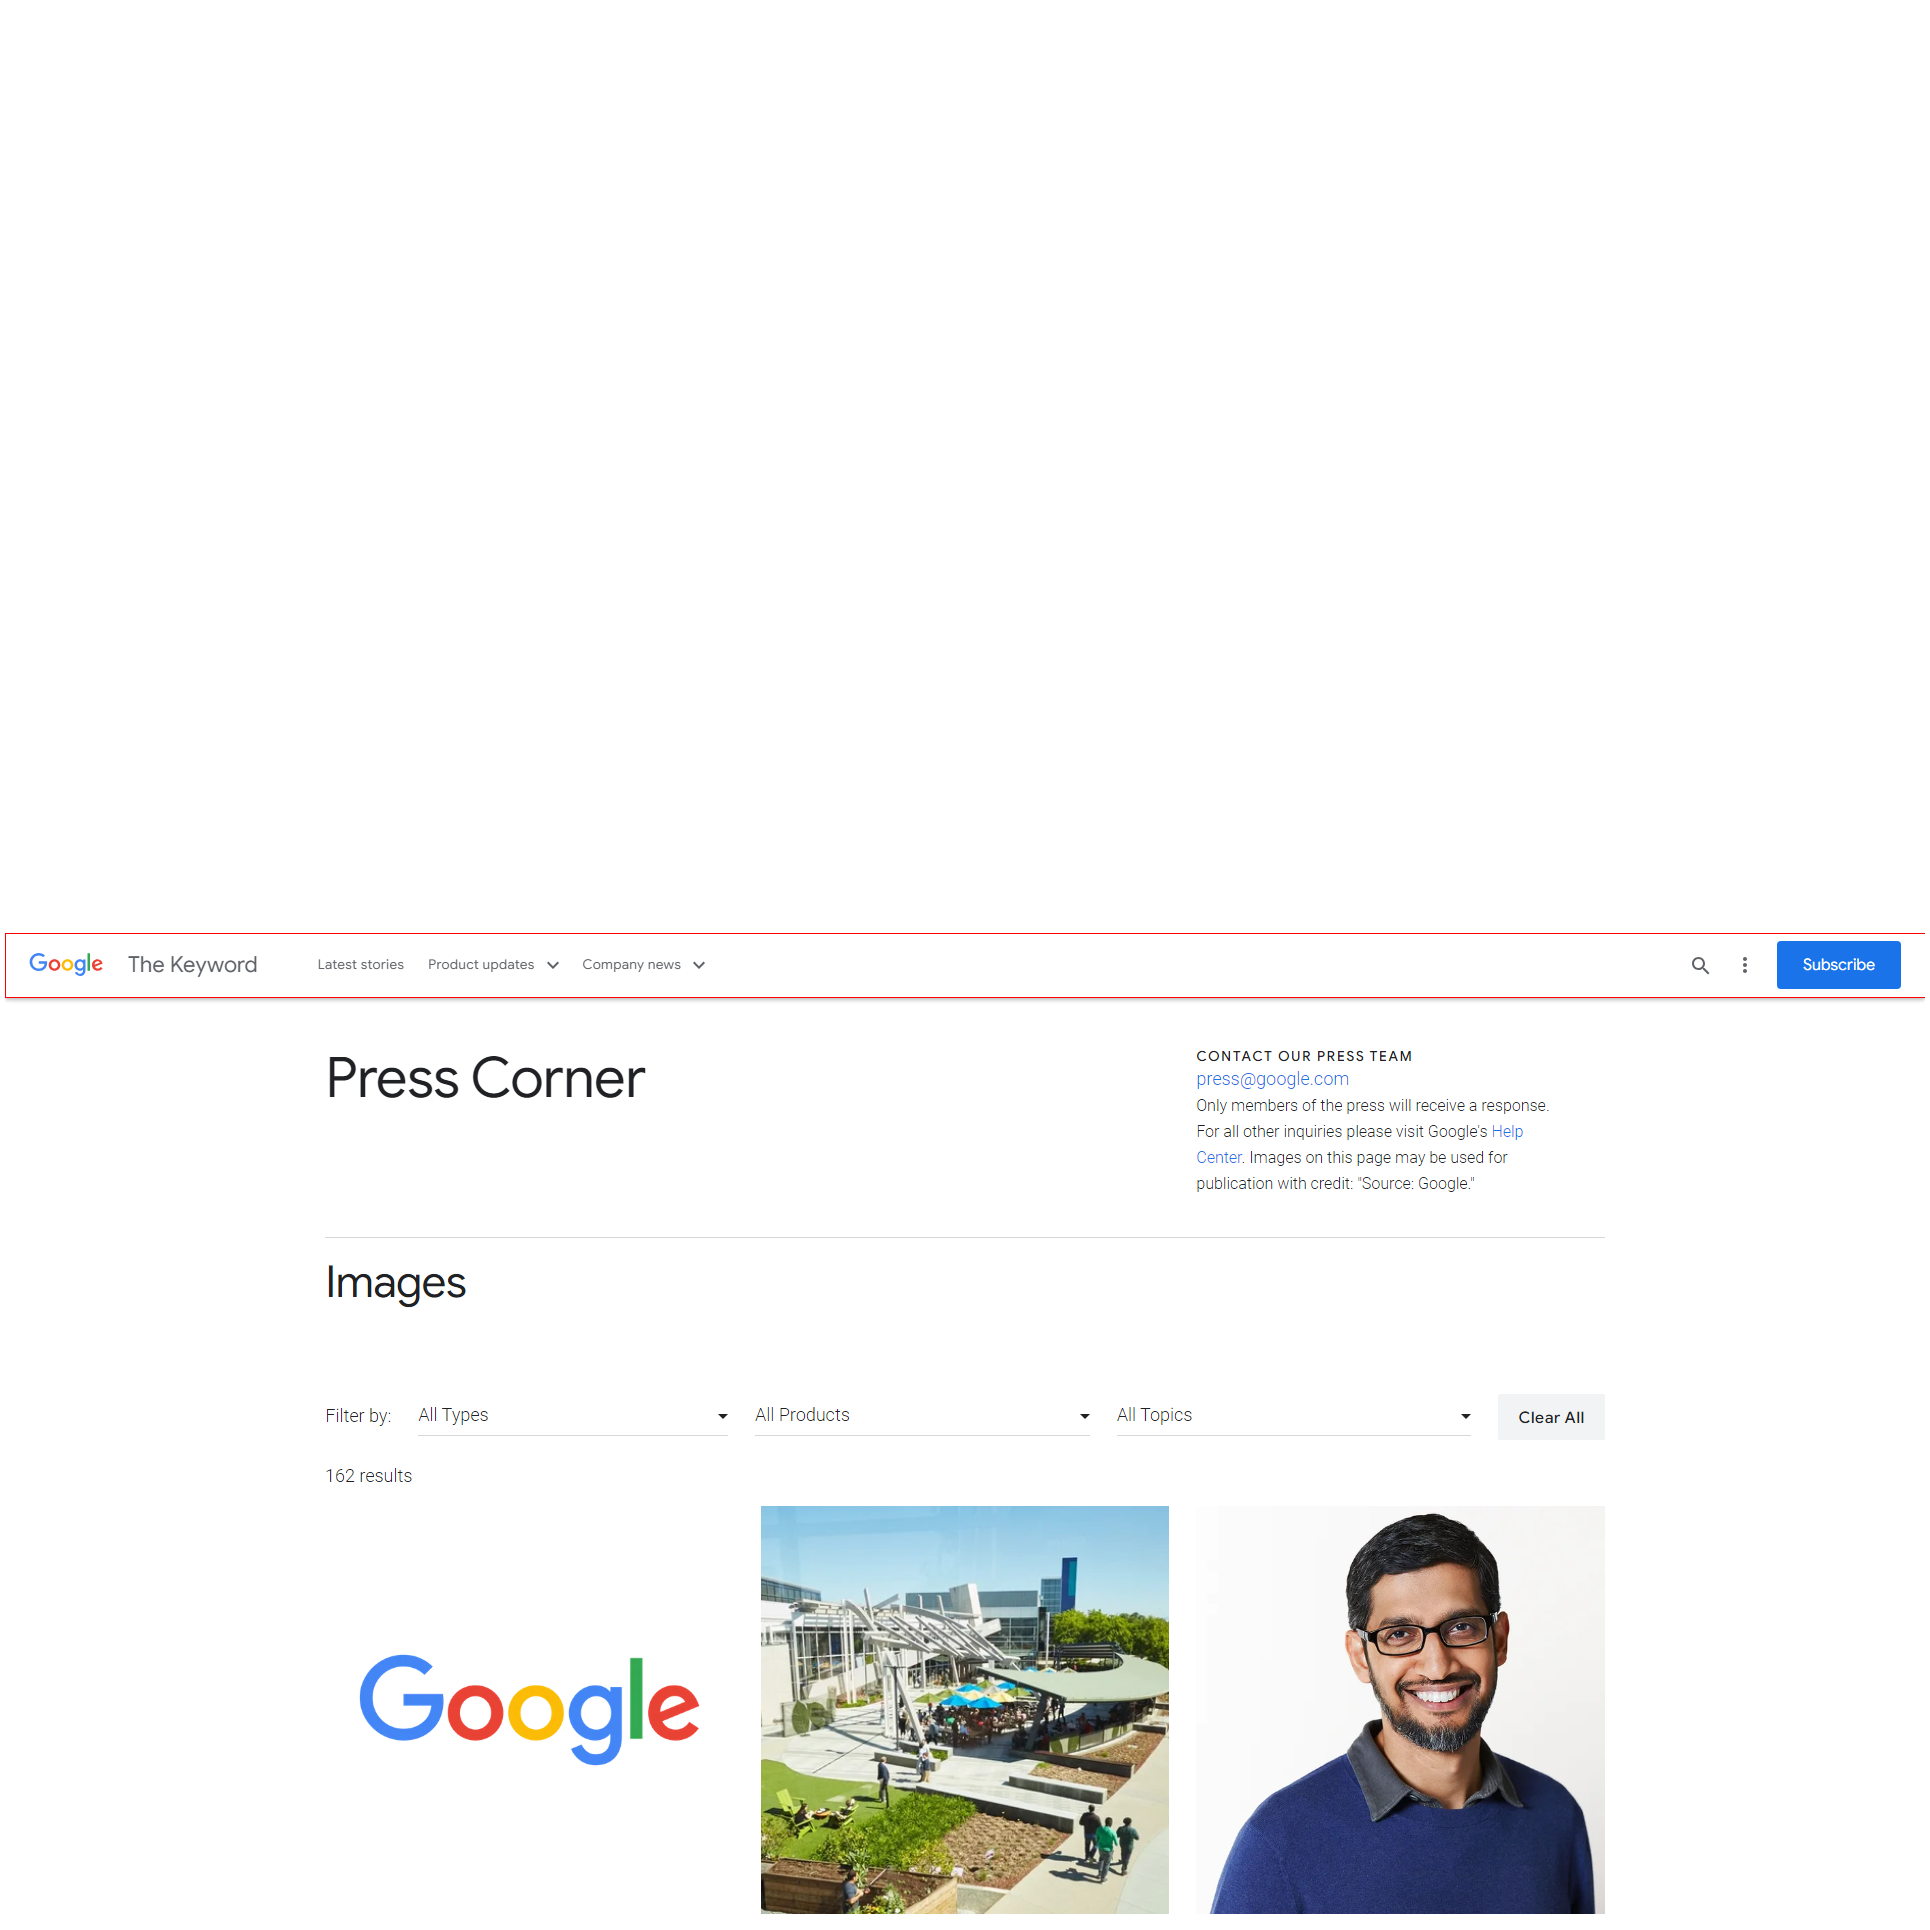 Google The Keyword Latest stories Product updates Company news Subscribe
Press Corner
CONTACT OUR PRESS TEAM
press@google.com
Only members of the press will receive a response.
For all other inquiries please visit Google's Help
Center. Images on this page may be used for
publication with credit: "Source: Google."
Images
Filter by: All Types All Products All Topics Clear All
162 results
Google